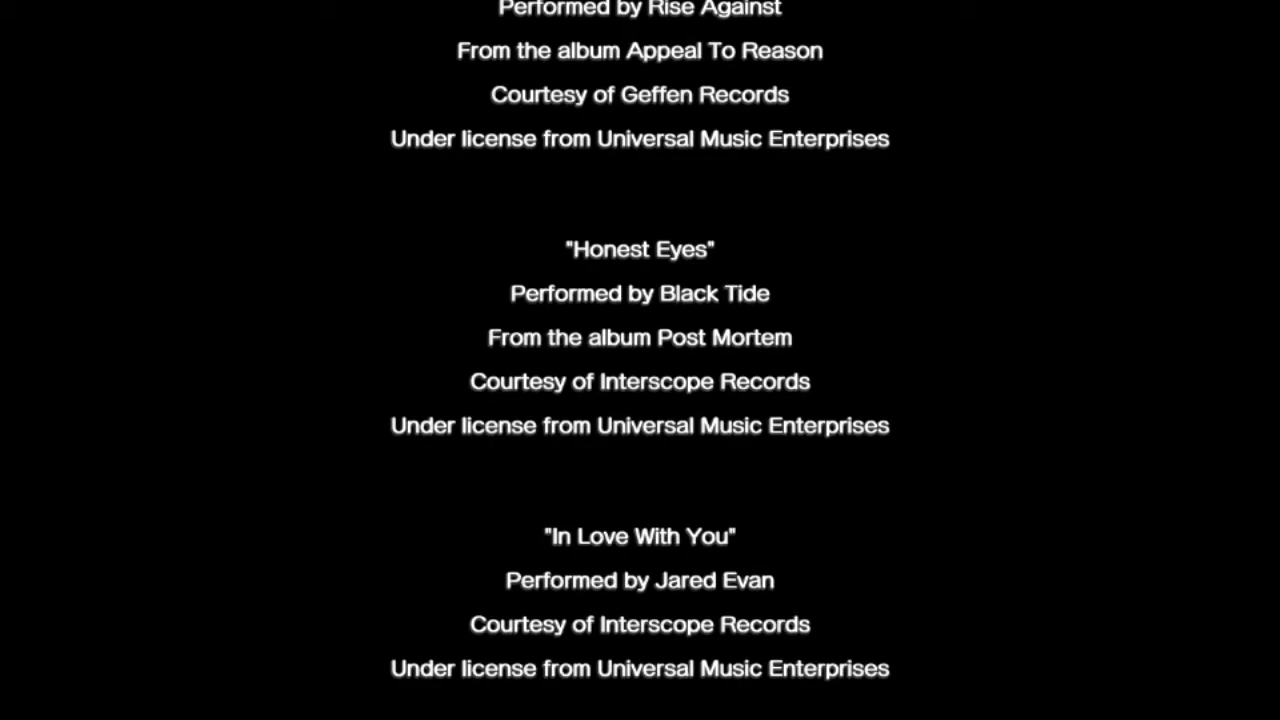 Performed by Rise Against
From the album Appeal To Reason
Courtesy of Geffen Records
Under license from Universal Music Enterprises
"Honest Eyes"
Performed by Black Tide
From the album Post Mortem
Courtesy of Interscope Records
Under license from Universal Music Enterprises
"In Love With You"
Performed by Jared Evan
Courtesy of Interscope Records
Under license from Universal Music Enterprises